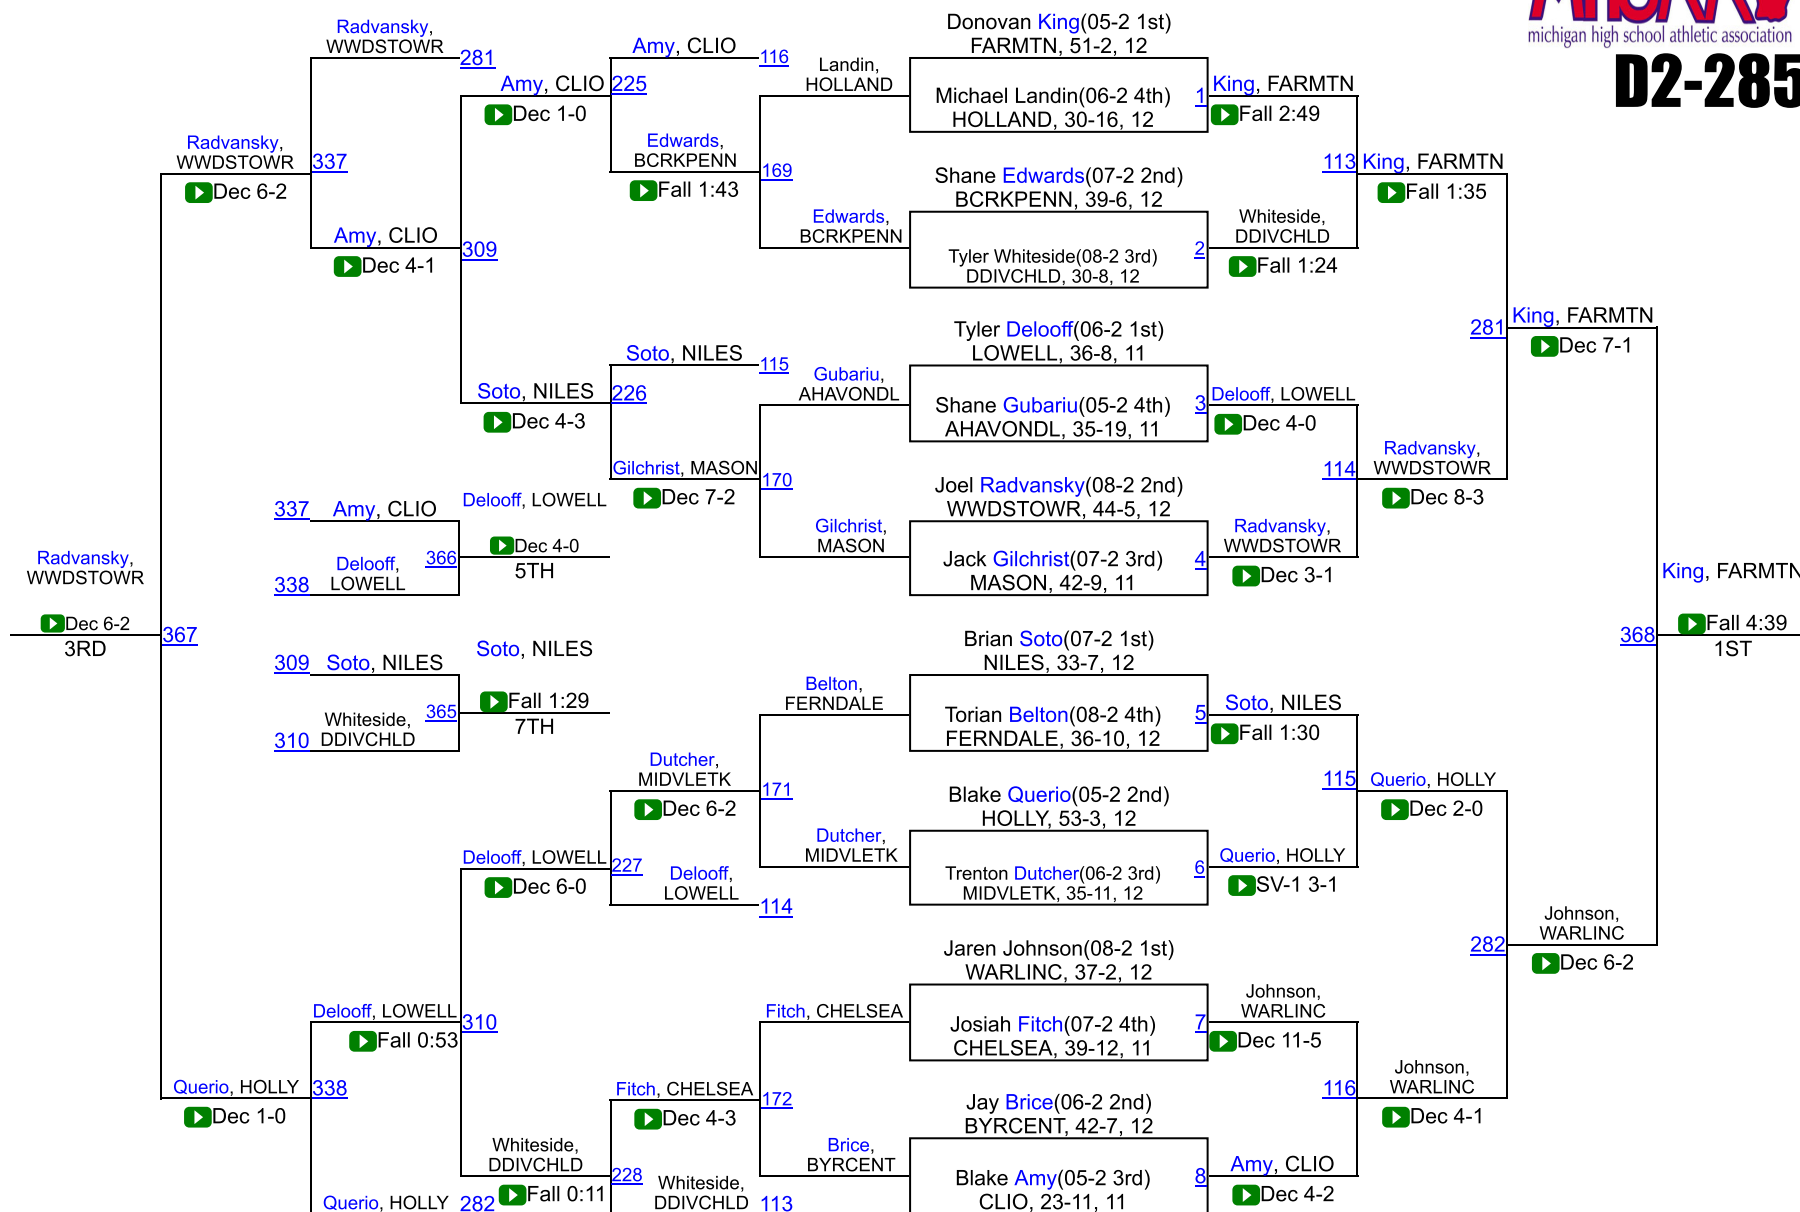 michigan high school athletic association
D2-285
Radvansky,
WWDSTOWR
281
Amy, CLIO
225
Dec 1-0
Amy, CLIO
116
Radvansky,
WWDSTOWR
337
Dec 6-2
Edwards,
BCRKPENN
169
Fall 1:43
Amy, CLIO
309
Dec 4-1
Landin,
HOLLAND
Edwards,
BCRKPENN
Donovan King(05-2 1st)
FARMTN, 51-2, 12
Michael Landin(06-2 4th)
HOLLAND, 30-16, 12
1
King, FARMTN
Fall 2:49
Shane Edwards(07-2 2nd)
BCRKPENN, 39-6, 12
Tyler Whiteside(08-2 3rd)
DDIVCHLD, 30-8, 12
2
Whiteside,
DDIVCHLD
Fall 1:24
113
King, FARMTN
Fall 1:35
281
King, FARMTN
Dec 7-1
Soto, NILES
115
Soto, NILES
226
Dec 4-3
Gilchrist, MASON
170
Dec 7-2
Gubariu,
AHAVONDL
Gilchrist,
MASON
Tyler Delooff(06-2 1st)
LOWELL, 36-8, 11
Shane Gubariu(05-2 4th)
AHAVONDL, 35-19, 11
3
Delooff, LOWELL
Dec 4-0
Joel Radvansky(08-2 2nd)
WWDSTOWR, 44-5, 12
Jack Gilchrist(07-2 3rd)
MASON, 42-9, 11
4
Radvansky,
WWDSTOWR
Dec 3-1
114
Radvansky,
WWDSTOWR
Dec 8-3
337
Amy, CLIO
Delooff, LOWELL
366
Dec 4-0
5TH
338
Delooff,
LOWELL
Radvansky,
WWDSTOWR
Dec 6-2
3RD
367
309
Soto, NILES
Soto, NILES
365
Fall 1:29
7TH
310
Whiteside,
DDIVCHLD
King, FARMTN
368
Fall 4:39
1ST
Belton,
FERNDALE
Dutcher,
MIDVLETK
171
Dec 6-2
Dutcher,
MIDVLETK
Brian Soto(07-2 1st)
NILES, 33-7, 12
Torian Belton(08-2 4th)
FERNDALE, 36-10, 12
5
Soto, NILES
Fall 1:30
Blake Querio(05-2 2nd)
HOLLY, 53-3, 12
Trenton Dutcher(06-2 3rd)
MIDVLETK, 35-11, 12
6
Querio, HOLLY
SV-1 3-1
115
Querio, HOLLY
Dec 2-0
Delooff, LOWELL
227
Dec 6-0
Delooff,
LOWELL
114
282
Johnson,
WARLINC
Dec 6-2
Delooff, LOWELL
310
Fall 0:53
Querio, HOLLY
338
Dec 1-0
Fitch, CHELSEA
Fitch, CHELSEA
172
Dec 4-3
Brice,
BYRCENT
Jaren Johnson(08-2 1st)
WARLINC, 37-2, 12
Josiah Fitch(07-2 4th)
CHELSEA, 39-12, 11
7
Johnson,
WARLINC
Dec 11-5
Jay Brice(06-2 2nd)
BYRCENT, 42-7, 12
Blake Amy(05-2 3rd)
CLIO, 23-11, 11
8
Amy, CLIO
Dec 4-2
116
Johnson,
WARLINC
Dec 4-1
Whiteside,
DDIVCHLD
228
Fall 0:11
Querio, HOLLY
282
Whiteside,
DDIVCHLD
113